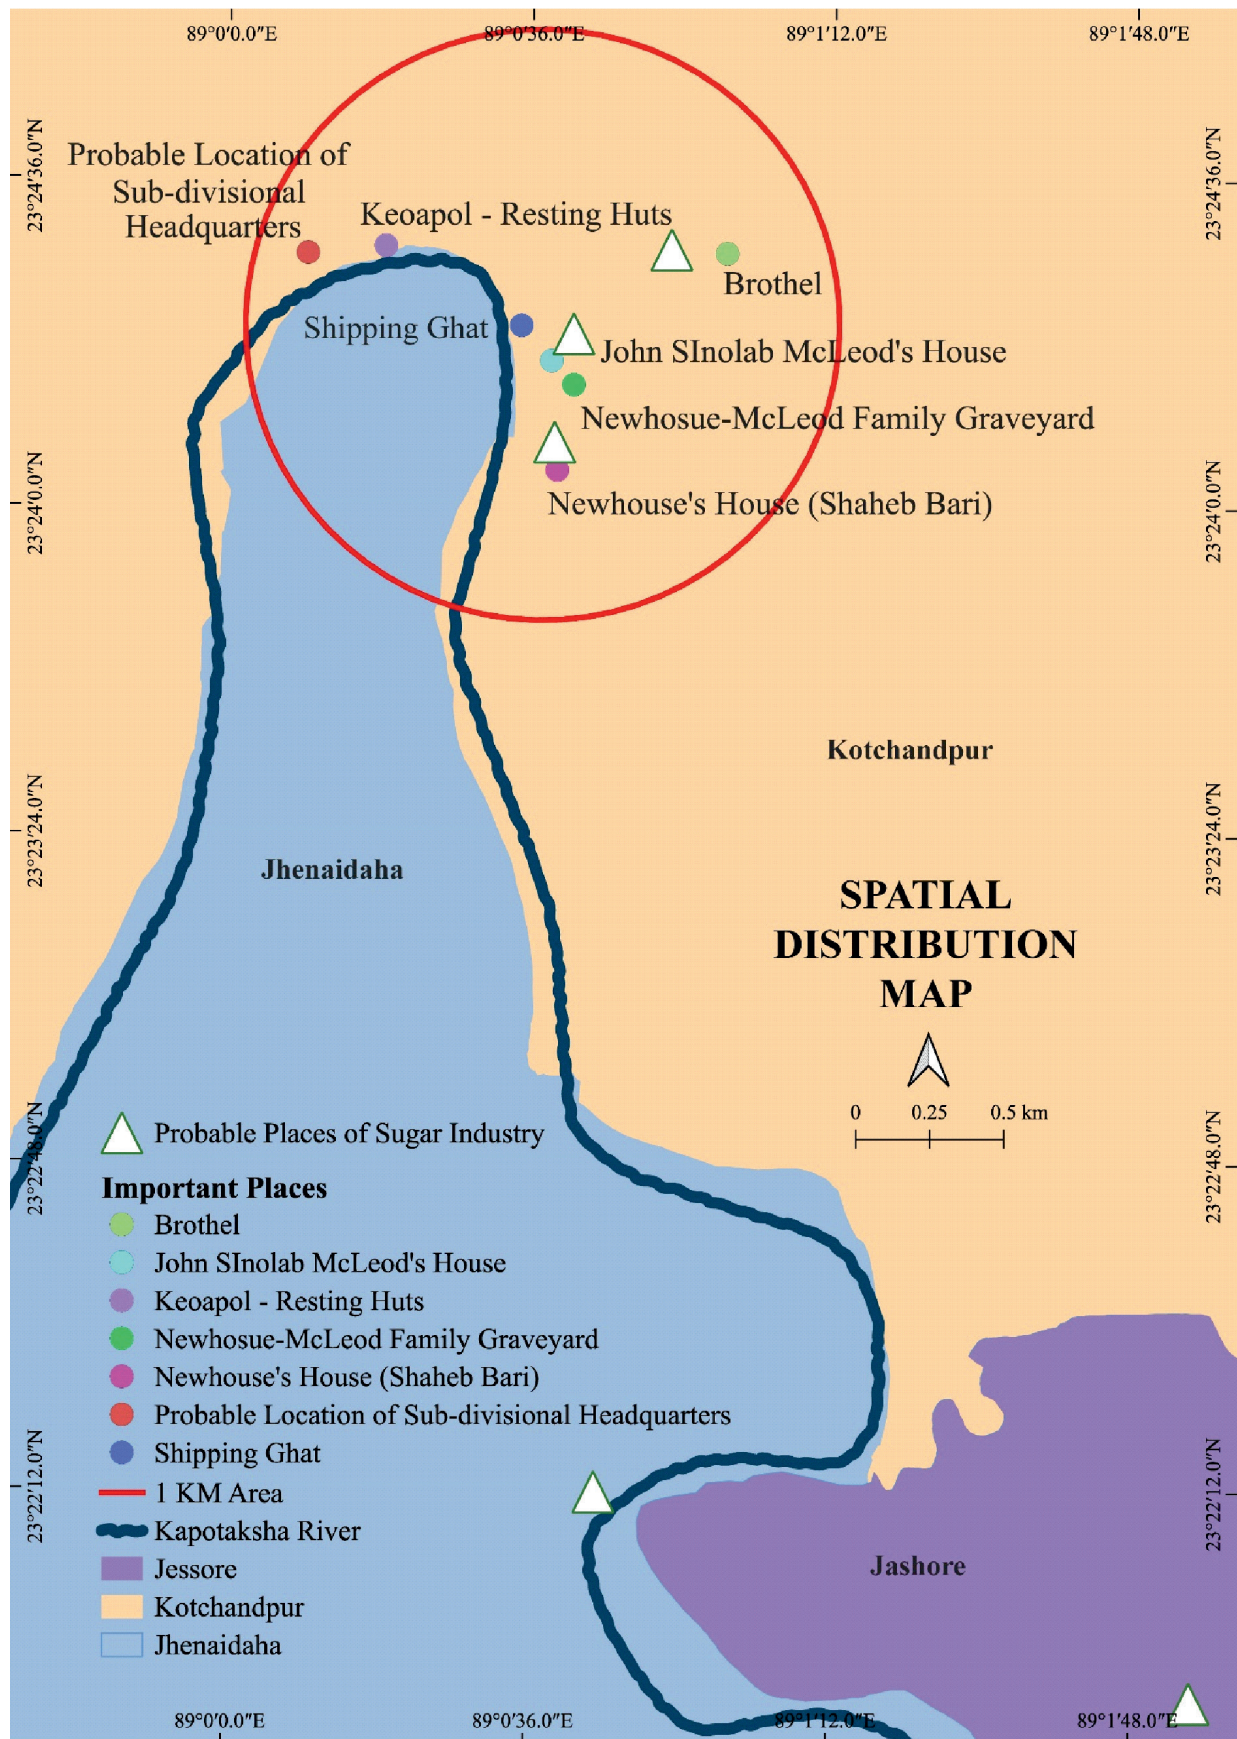 89°0'0.0"E
89°0'36.0"E
89°1'12.0"E
89°1'48.0"E
23°24'36.0"N
23°24'0.0"N
23°23'24.0"N
23°22'48.0"N
23°22'12.0"N
23°24'36.0"N
23°24'0.0"N
23°23'24.0"N
23°22'48.0"N
23°22'12.0"N
Probable Location of
Sub-divisional
Headquarters
Keoapol - Resting Huts
Brothel
Shipping Ghat
John SInolab McLeod's House
Newhosue-McLeod Family Graveyard
Newhouse's House (Shaheb Bari)
Kotchandpur
Jhenaidaha
SPATIAL
DISTRIBUTION
MAP
0 0.25 0.5 km
Probable Places of Sugar Industry
Important Places
Brothel
John SInolab McLeod's House
Keoapol - Resting Huts
Newhosue-McLeod Family Graveyard
Newhouse's House (Shaheb Bari)
Probable Location of Sub-divisional Headquarters
Shipping Ghat
1 KM Area
Kapotaksha River
Jessore
Kotchandpur
Jhenaidaha
Jashore
89°0'0.0"E
89°0'36.0"E
89°1'12.0"E
89°1'48.0"E